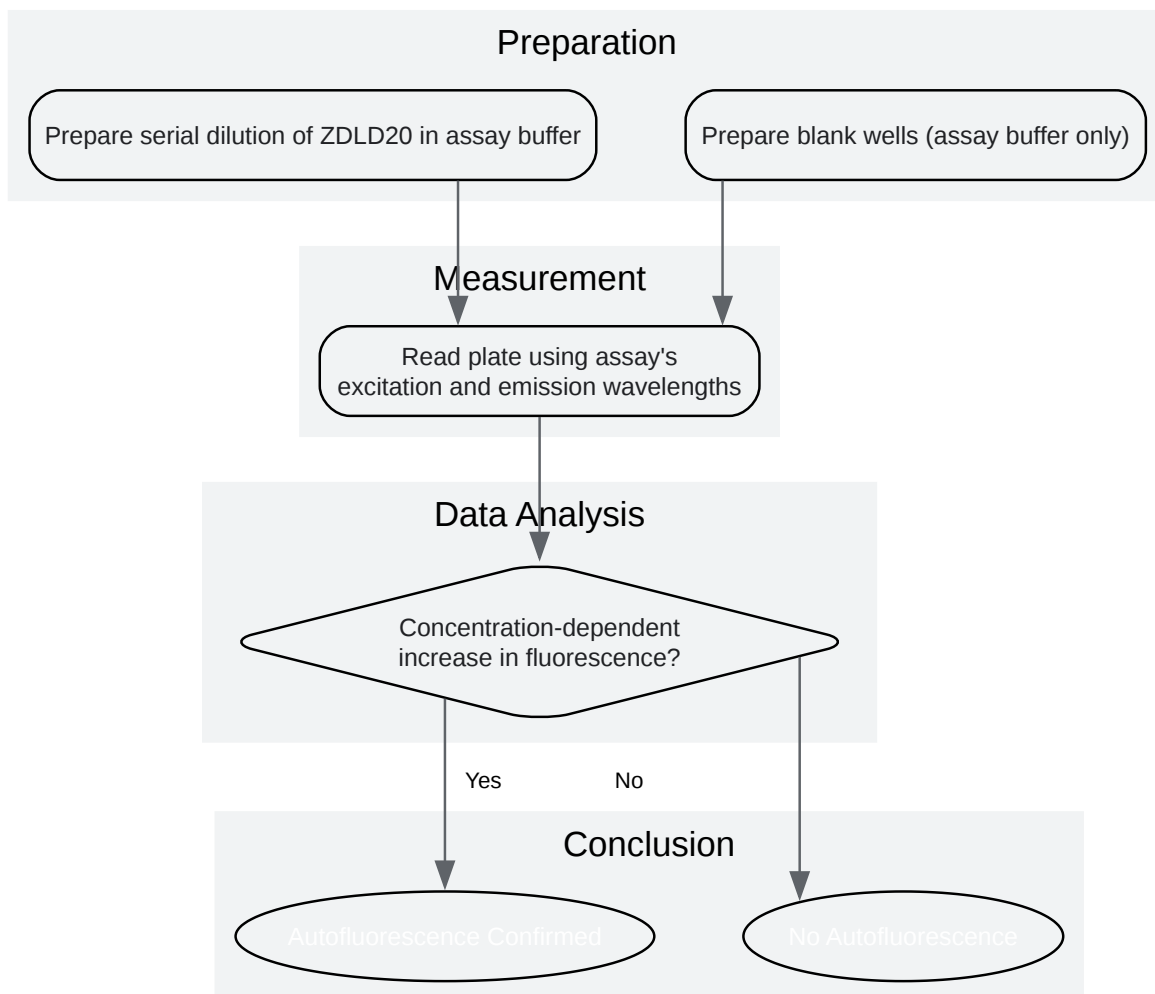 Preparation
Prepare serial dilution of ZDLD20 in assay buffer
Prepare blank wells (assay buffer only)
Measurement
Read plate using assay's
excitation and emission wavelengths
Data Analysis
Concentration-dependent
increase in fluorescence?
Yes
No
Conclusion
Autofluorescence Confirmed
No Autofluorescence